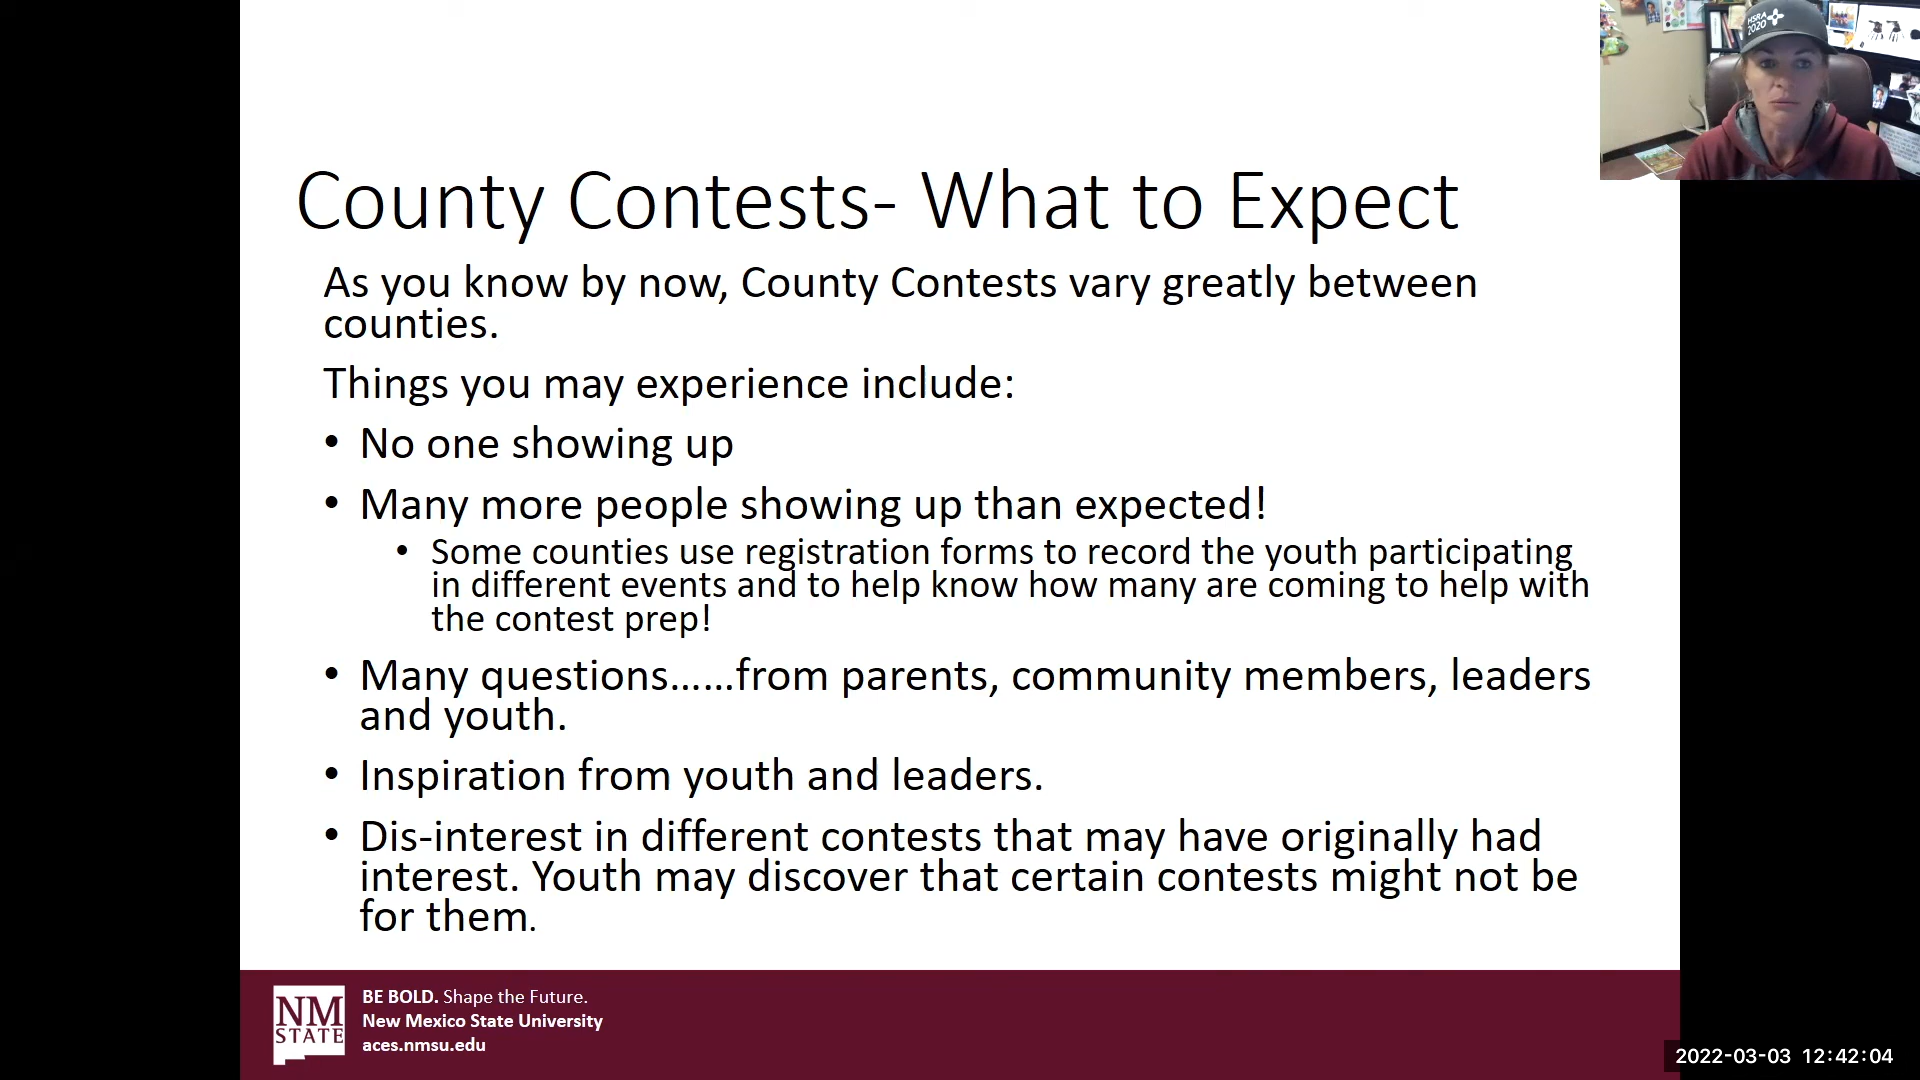 HSRA
2020
County Contests- What to Expect
As you know by now, County Contests vary greatly between
counties.
Things you may experience include:
• No one showing up
• Many more people showing up than expected!
• Some counties use registration forms to record the youth participating
in different events and to help know how many are coming to help with
the contest prep!
• Many questions……from parents, community members, leaders
and youth.
• Inspiration from youth and leaders.
• Dis-interest in different contests that may have originally had
interest. Youth may discover that certain contests might not be
for them.
NM
STATE
BE BOLD. Shape the Future.
New Mexico State University
aces.nmsu.edu
2022-03-03 12:42:04